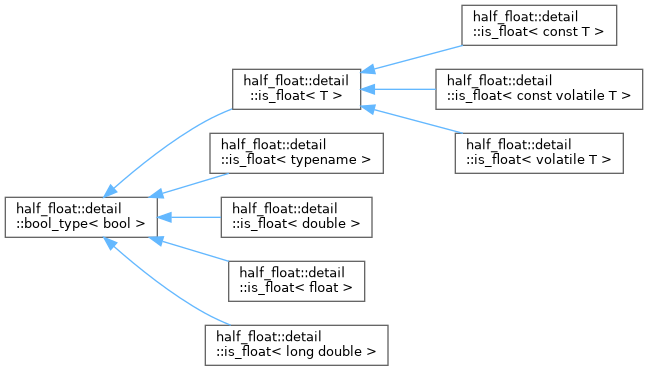 half_float::detail
::is_float< const T >
half_float::detail
::is_float< T >
half_float::detail
::is_float< const volatile T >
half_float::detail
::is_float< volatile T >
half_float::detail
::is_float< typename >
half_float::detail
::bool_type< bool >
half_float::detail
::is_float< double >
half_float::detail
::is_float< float >
half_float::detail
::is_float< long double >